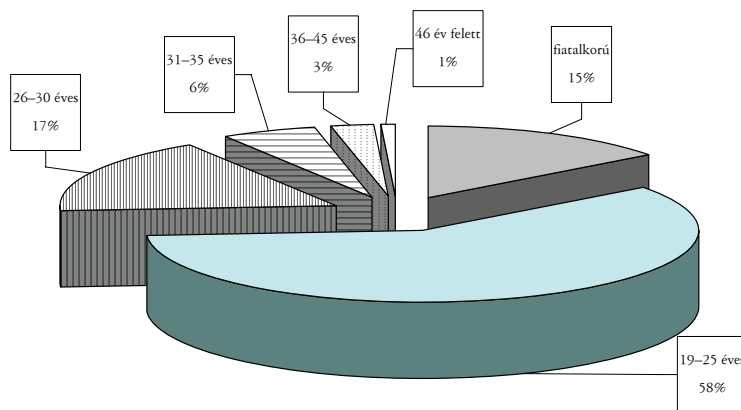 36–45 éves
3%
46 év felett
1%
31–35 éves
6%
fiatalkorú
15%
26–30 éves
17%
19–25 éves
58%